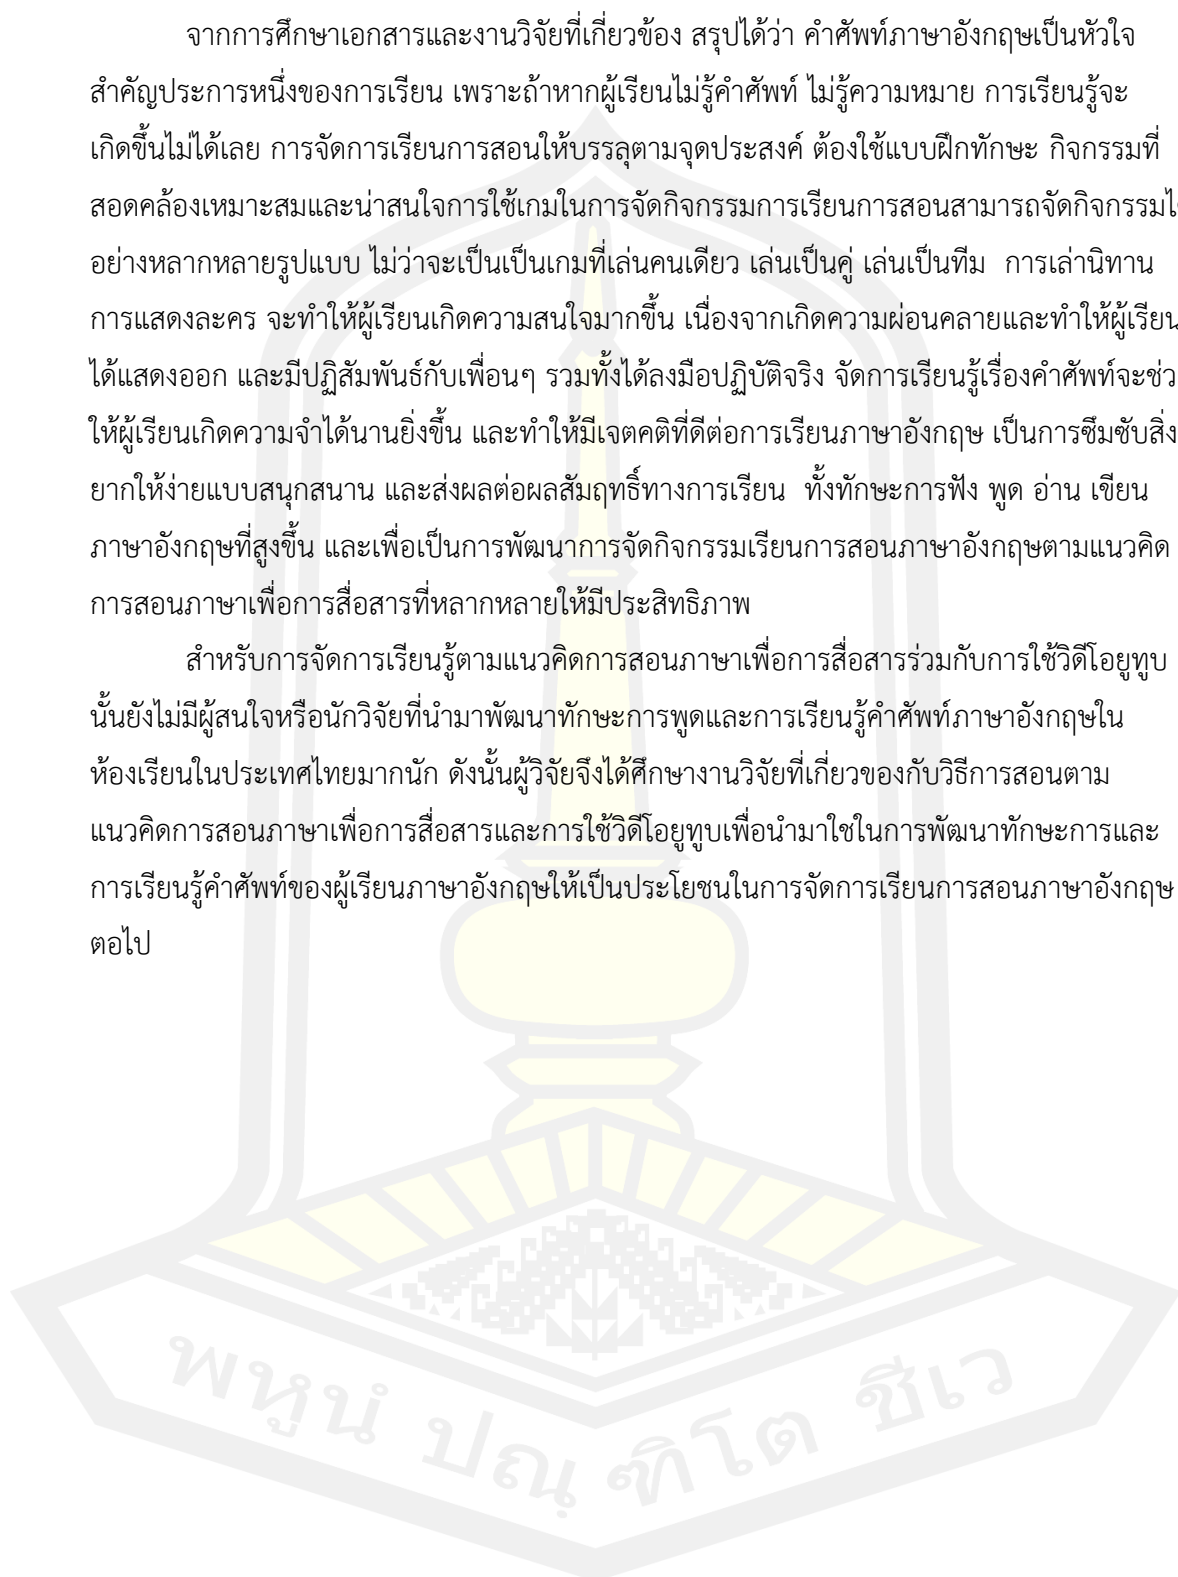 จากการศึกษาเอกสารและงานวิจัยที่เกี่ยวข้อง สรุปได้ว่า คำศัพท์ภาษาอังกฤษเป็นหัวใจ
สำคัญประการหนึ่งของการเรียน เพราะถ้าหากผู้เรียนไม่รู้คำศัพท์ ไม่รู้ความหมาย การเรียนรู้จะ
เกิดขึ้นไม่ได้เลย การจัดการเรียนการสอนให้บรรลุตามจุดประสงค์ ต้องใช้แบบฝึกทักษะ กิจกรรมที่
สอดคล้องเหมาะสมและน่าสนใจการใช้เกมในการจัดกิจกรรมการเรียนการสอนสามารถจัดกิจกรรม
อย่างหลากหลายรูปแบบ ไม่ว่าจะเป็นเป็นเกมที่เล่นคนเดียว เล่นเป็นคู่ เล่นเป็นทีม การเล่านิทาน
การแสดงละคร จะทำให้ผู้เรียนเกิดความสนใจมากขึ้น เนื่องจากเกิดความผ่อนคลายและทำให้ผู้เรียน
ได้แสดงออก และมีปฏิสัมพันธ์กับเพื่อนๆ รวมทั้งได้ลงมือปฏิบัติจริง จัดการเรียนรู้เรื่องคำศัพท์จะช่ว
ให้ผู้เรียนเกิดความจำได้นานยิ่งขึ้น และทำให้มีเจตคติที่ดีต่อการเรียนภาษาอังกฤษ เป็นการซึมซับสิ่ง
ยากให้ง่ายแบบสนุกสนาน และส่งผลต่อผลสัมฤทธิ์ทางการเรียน ทั้งทักษะการฟัง พูด อ่าน เขียน
ภาษาอังกฤษที่สูงขึ้น และเพื่อเป็นการพัฒนาการจัดกิจกรรมเรียนการสอนภาษาอังกฤษตามแนวคิด
การสอนภาษาเพื่อการสื่อสารที่หลากหลายให้มีประสิทธิภาพ
สำหรับการจัดการเรียนรู้ตามแนวคิดการสอนภาษาเพื่อการสื่อสารร่วมกับการใช้วิดีโอยูทูบ
นั้นยังไม่มีผู้สนใจหรือนักวิจัยที่นำมาพัฒนาทักษะการพูดและการเรียนรู้คำศัพท์ภาษาอังกฤษใน
ห้องเรียนในประเทศไทยมากนัก ดังนั้นผู้วิจัยจึงได้ศึกษางานวิจัยที่เกี่ยวของกับวิธีการสอนตาม
แนวคิดการสอนภาษาเพื่อการสื่อสารและการใช้วิดีโอยูทูบเพื่อนำมาใชในการพัฒนาทักษะการและ
การเรียนรู้คำศัพท์ของผู้เรียนภาษาอังกฤษให้เป็นประโยชนในการจัดการเรียนการสอนภาษาอังกฤษ
ตอไป
พหูนํ ปณฺฑิโต ชีเว